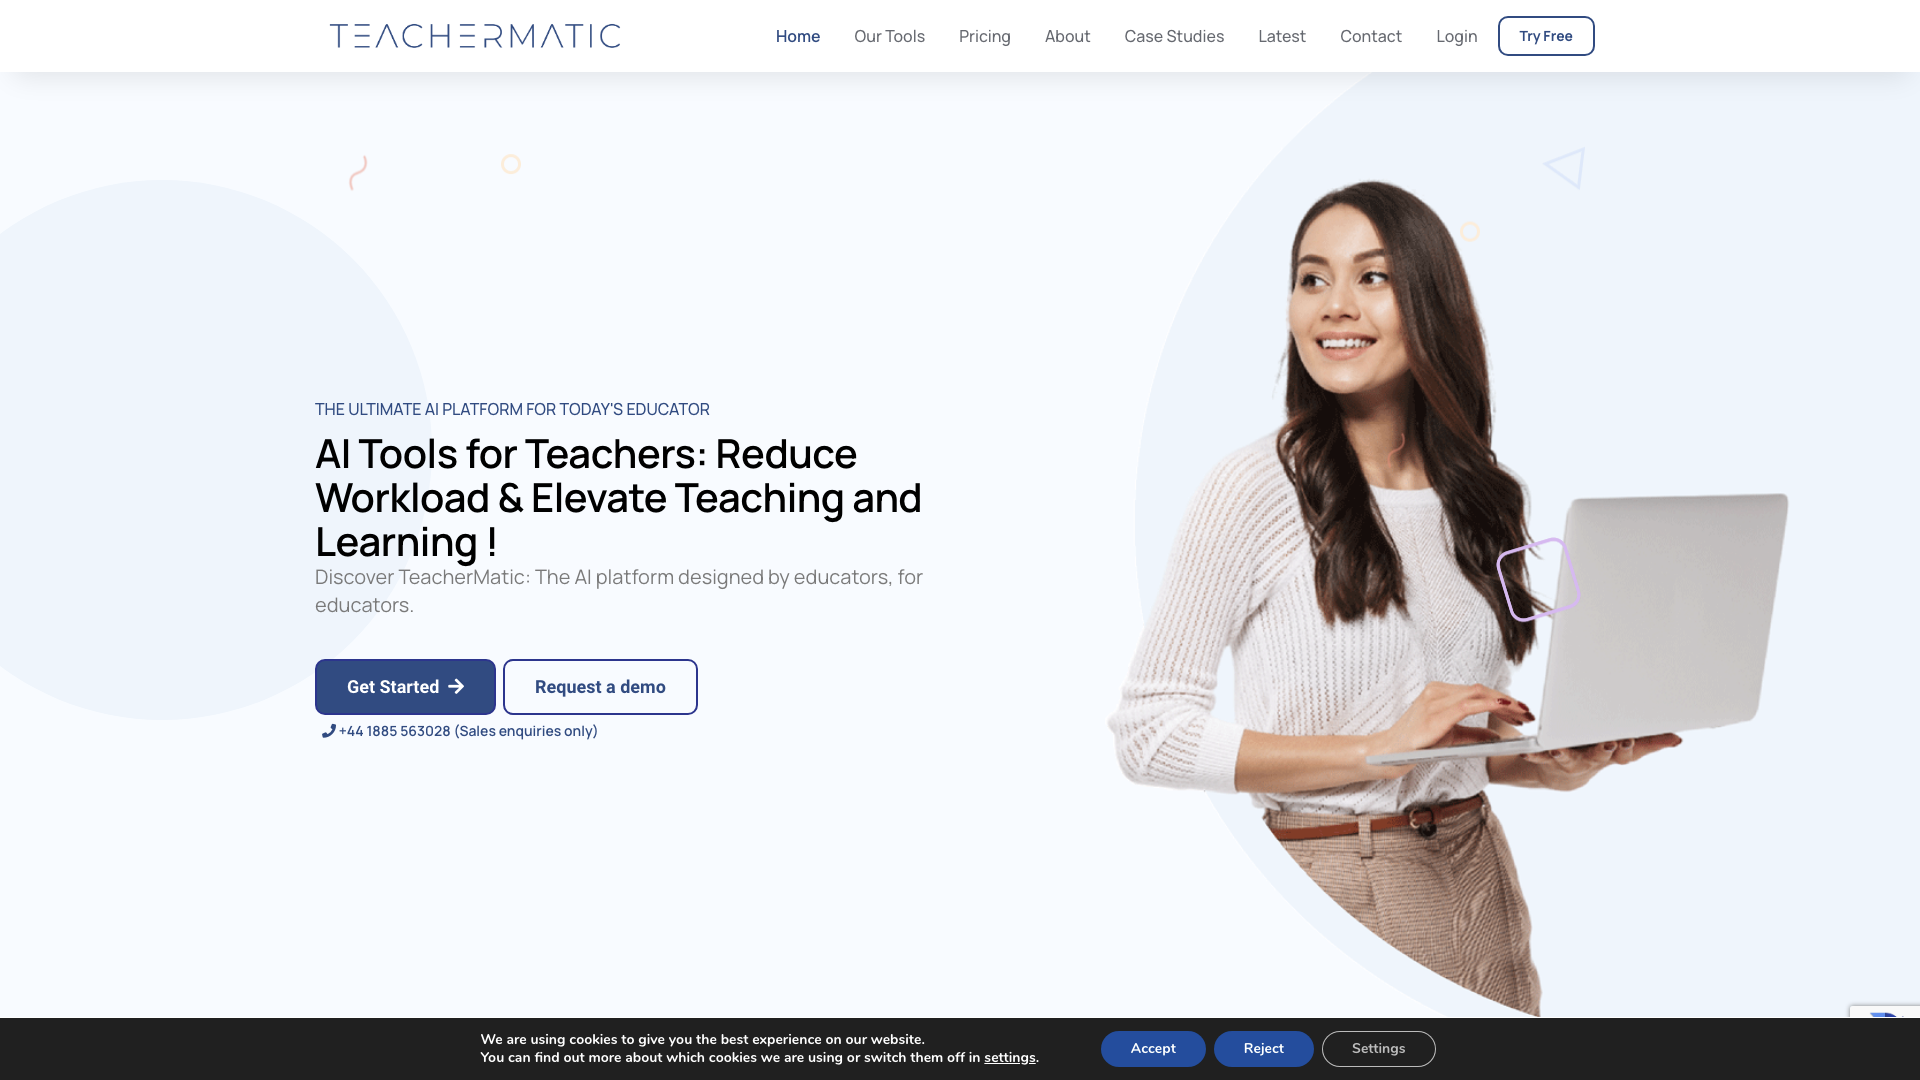 TEACHERMATIC
Home
Our Tools
Pricing
About
Case Studies
Latest
Contact
Login
Try Free
THE ULTIMATE AI PLATFORM FOR TODAY'S EDUCATOR
AI Tools for Teachers: Reduce
Workload & Elevate Teaching and
Learning !
Discover TeacherMatic: The AI platform designed by educators, for
educators.
Get Started
Request a demo
+44 1885 563028 (Sales enquiries only)
We are using cookies to give you the best experience on our website.
You can find out more about which cookies we are using or switch them off in settings.
Accept
Reject
Settings